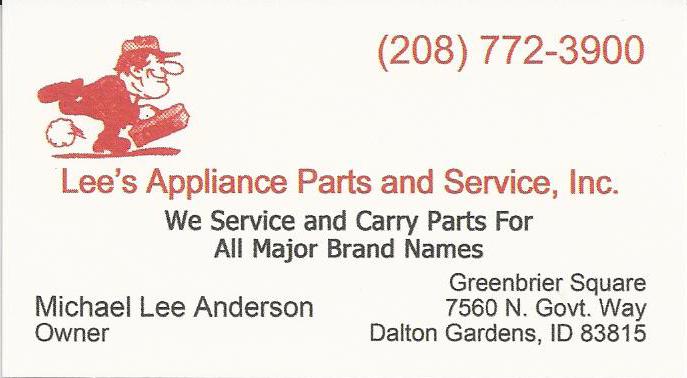 (208) 772-3900
Lee's Appliance Parts and Service, Inc.
We Service and Carry Parts For
All Major Brand Names
Greenbrier Square
Michael Lee Anderson
7560 N. Govt. Way
Owner
Dalton Gardens, ID 83815